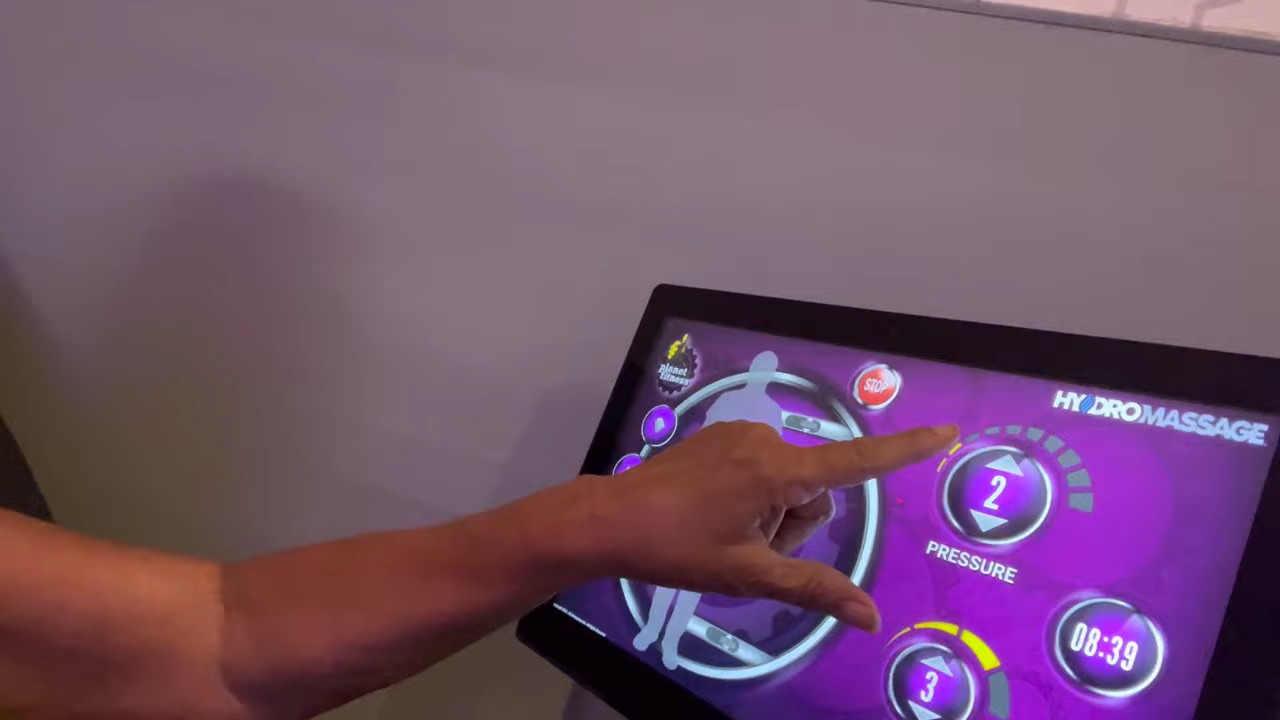 planet
fitness
STOP
HYDROMASSAGE
2
PRESSURE
08:39
3